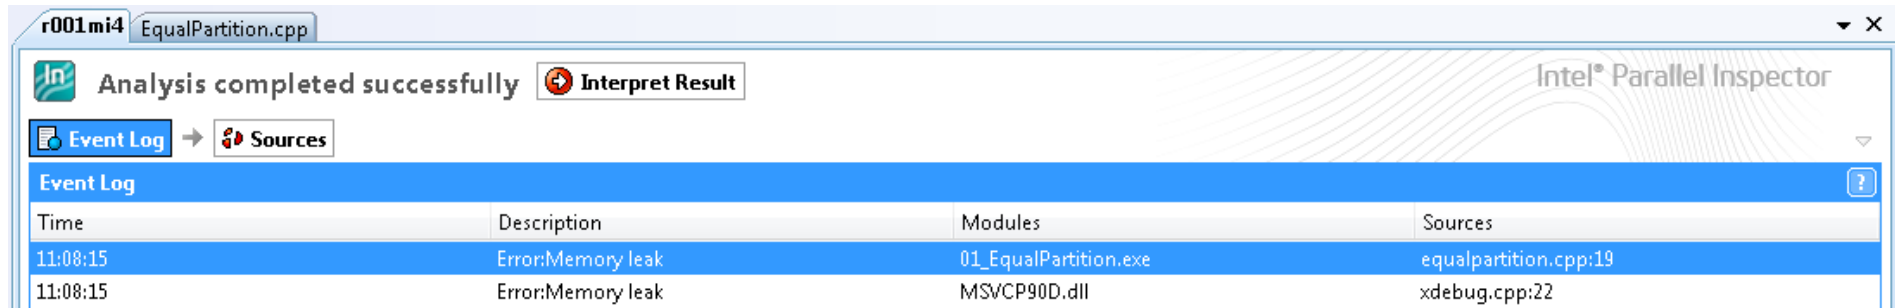 r001mi4 EqualPartition.cpp
In Analysis completed successfully Interpret Result Intel® Parallel Inspector
Event Log Sources
Event Log ?
Time Description Modules Sources
11:08:15 Error:Memory leak 01_EqualPartition.exe equalpartition.cpp:19
11:08:15 Error:Memory leak MSVCP90D.dll xdebug.cpp:22